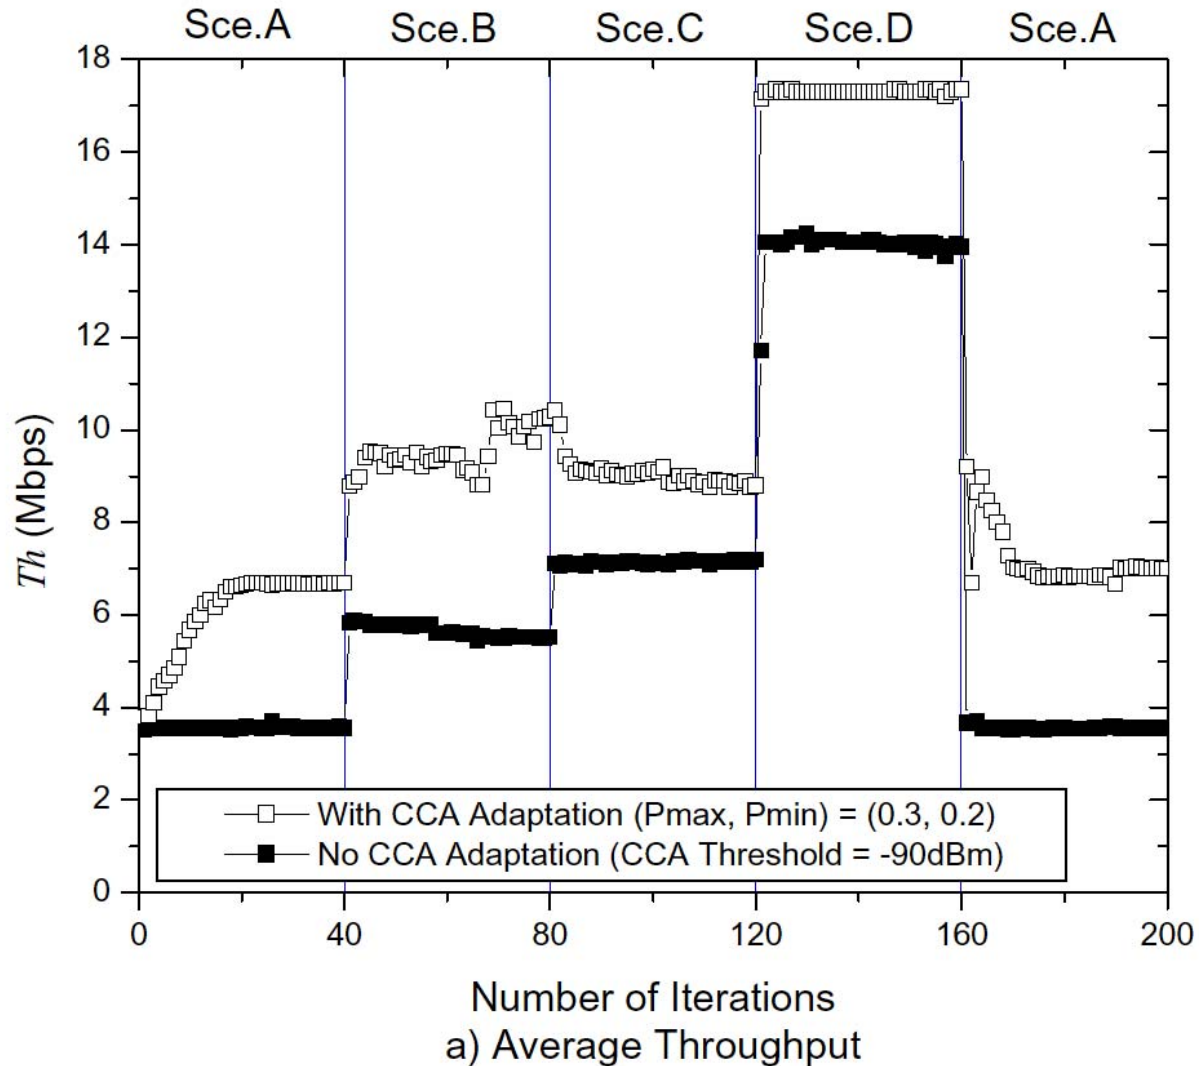 Sce.A Sce.B Sce.C Sce.D Sce.A
18
16
14
12
10
8
6
4
2
0
Th (Mbps)
With CCA Adaptation (Pmax, Pmin) = (0.3, 0.2)
No CCA Adaptation (CCA Threshold = -90dBm)
0 40 80 120 160 200
Number of Iterations
a) Average Throughput